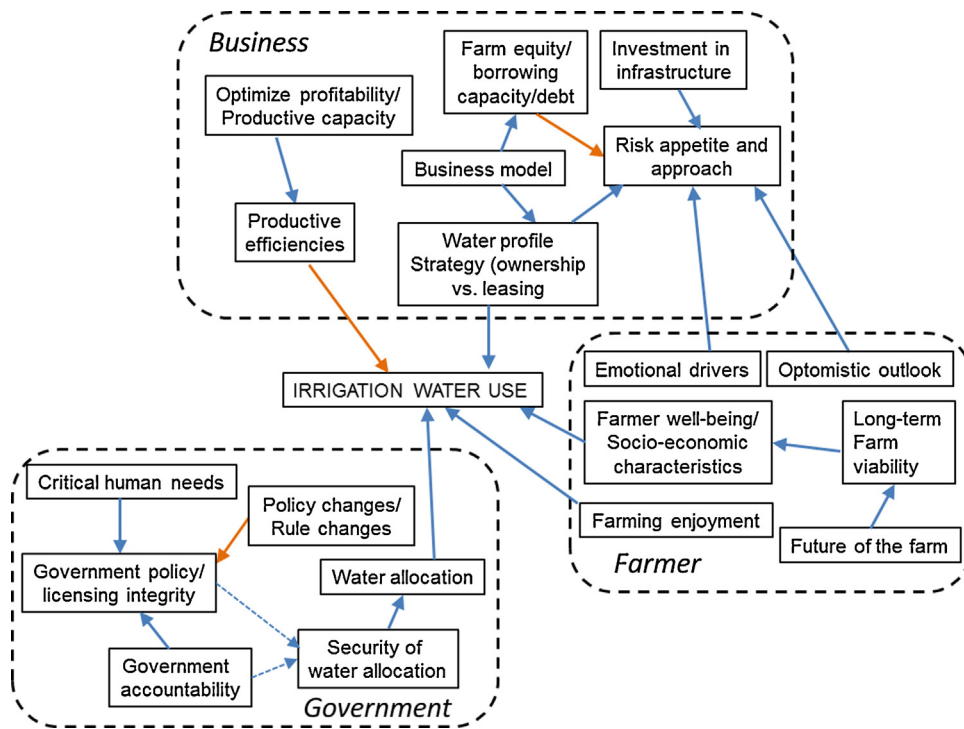 Business
Optimize profitability/
Productive capacity
Farm equity/
borrowing
capacity/debt
Investment in
infrastructure
Business model
Risk appetite and
approach
Productive
efficiencies
Water profile
Strategy (ownership
vs. leasing
IRRIGATION WATER USE
Emotional drivers
Optomistic outlook
Farmer well-being/
Socio-economic
characteristics
Long-term
Farm
viability
Farming enjoyment
Future of the farm
Farmer
Critical human needs
Policy changes/
Rule changes
Government policy/
licensing integrity
Water allocation
Government
accountability
Security of
water allocation
Government